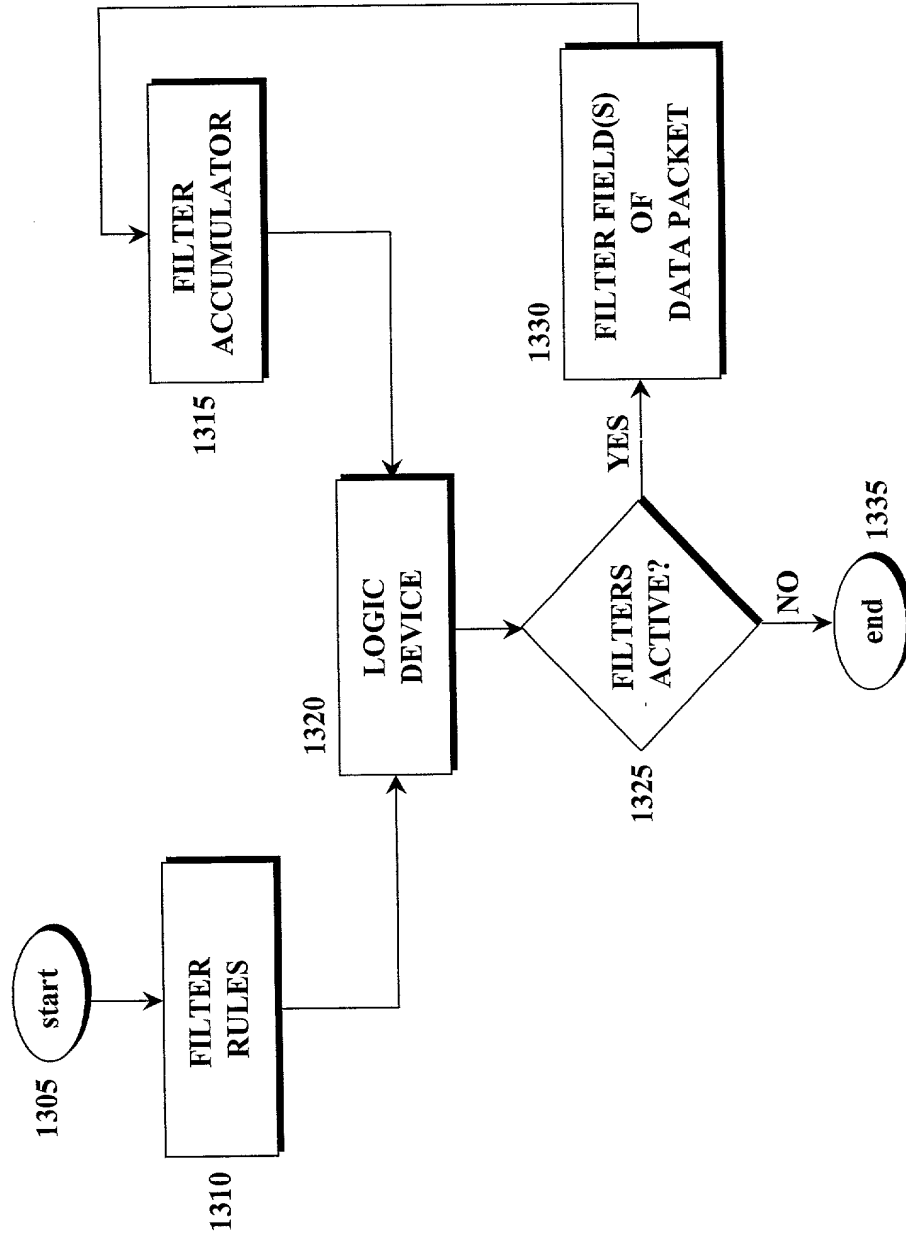 1305
start
1310
FILTER
RULES
1315
FILTER
ACCUMULATOR
1320
LOGIC
DEVICE
1325
FILTERS
ACTIVE?
YES
1330
FILTER FIELD(S)
OF
DATA PACKET
NO
1335
end